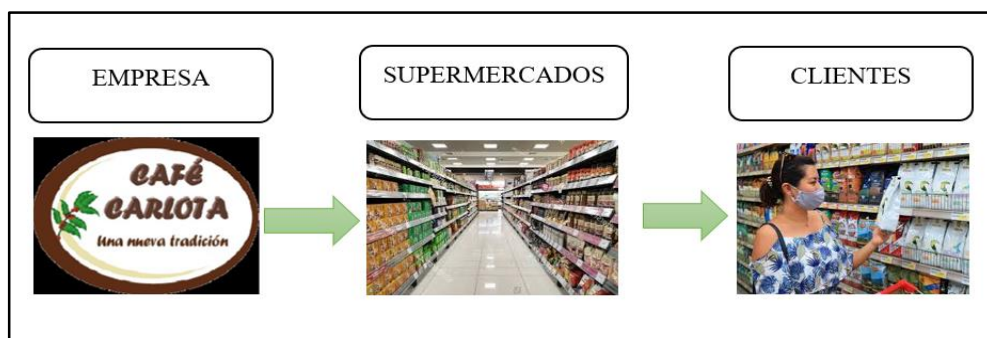 EMPRESA
SUPERMERCADOS
CLIENTES
CAFÉ
CARLOTA
Una nueva tradición